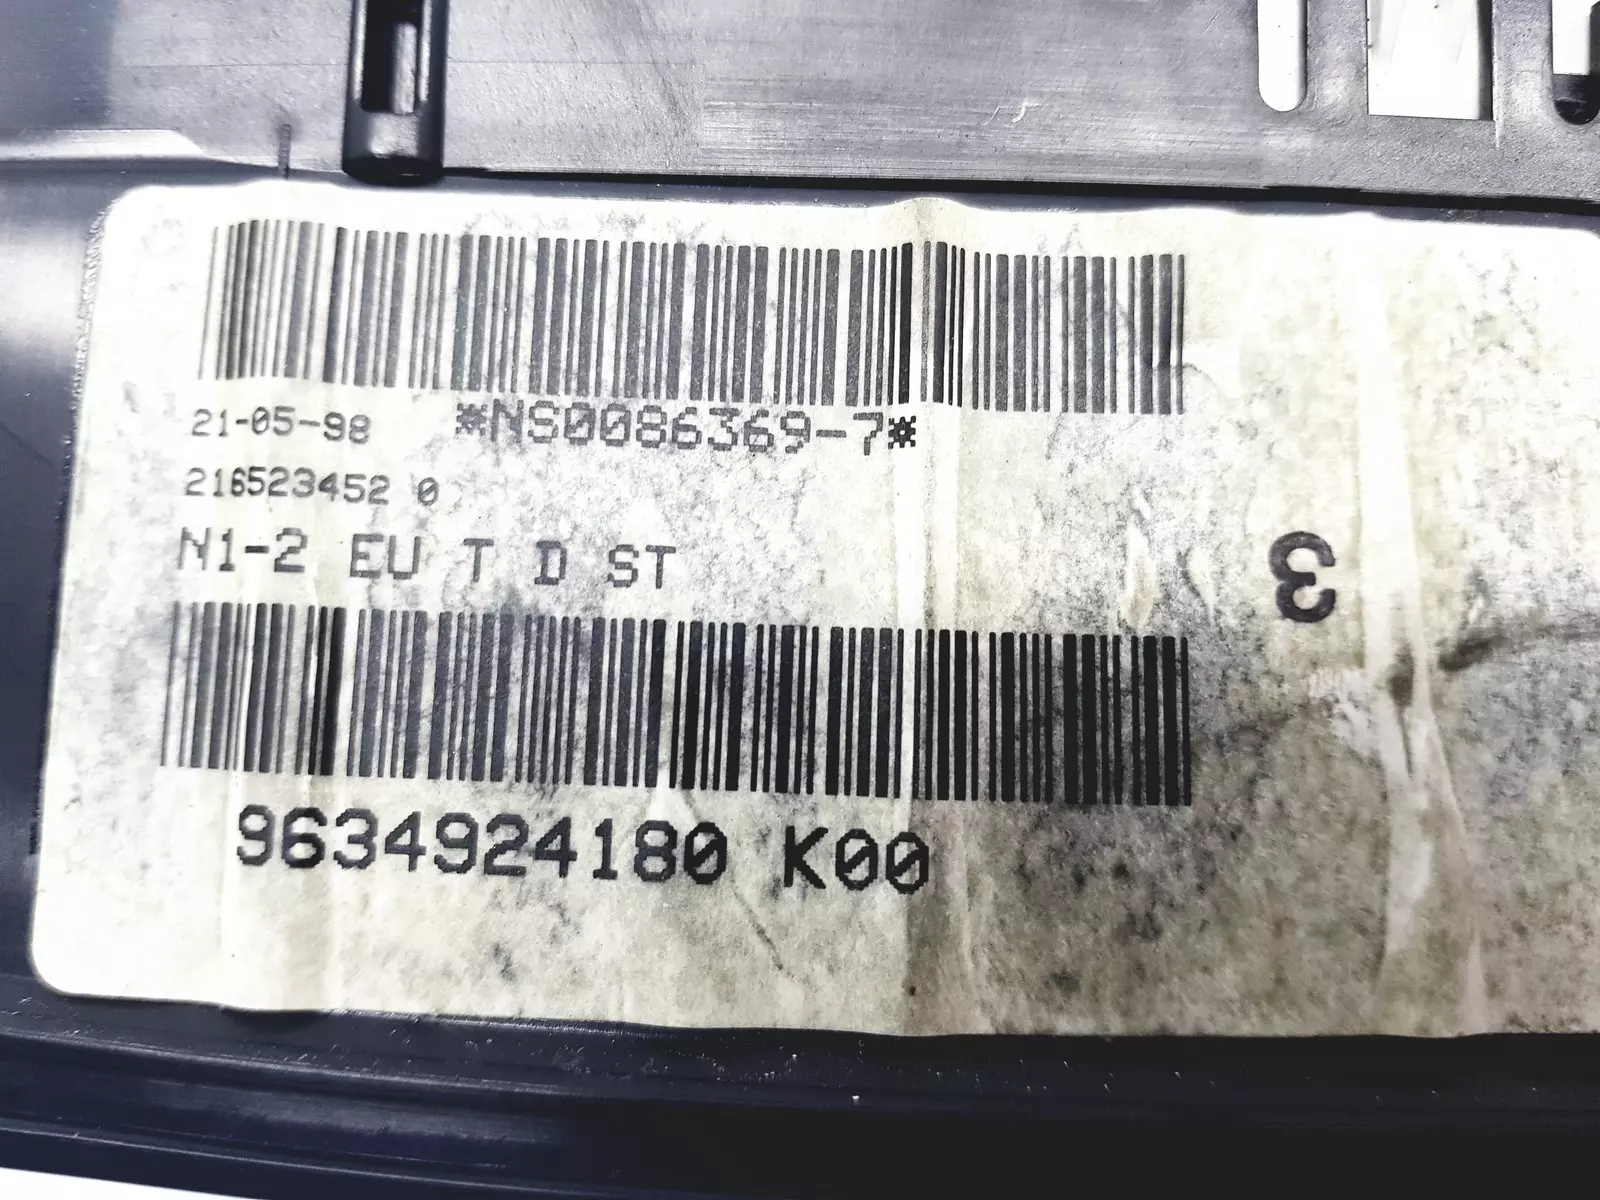 21-05-98 *NS0086369-7*
216523452 0
N1-2 EU T D ST
3
9634924180 K00